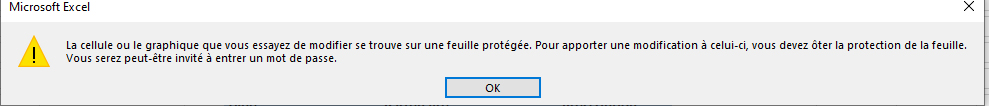 Microsoft Excel
La cellule ou le graphique que vous essayez de modifier se trouve sur une feuille protégée. Pour apporter une modification à celui-ci, vous devez ôter la protection de la feuille.
Vous serez peut-être invité à entrer un mot de passe.
OK